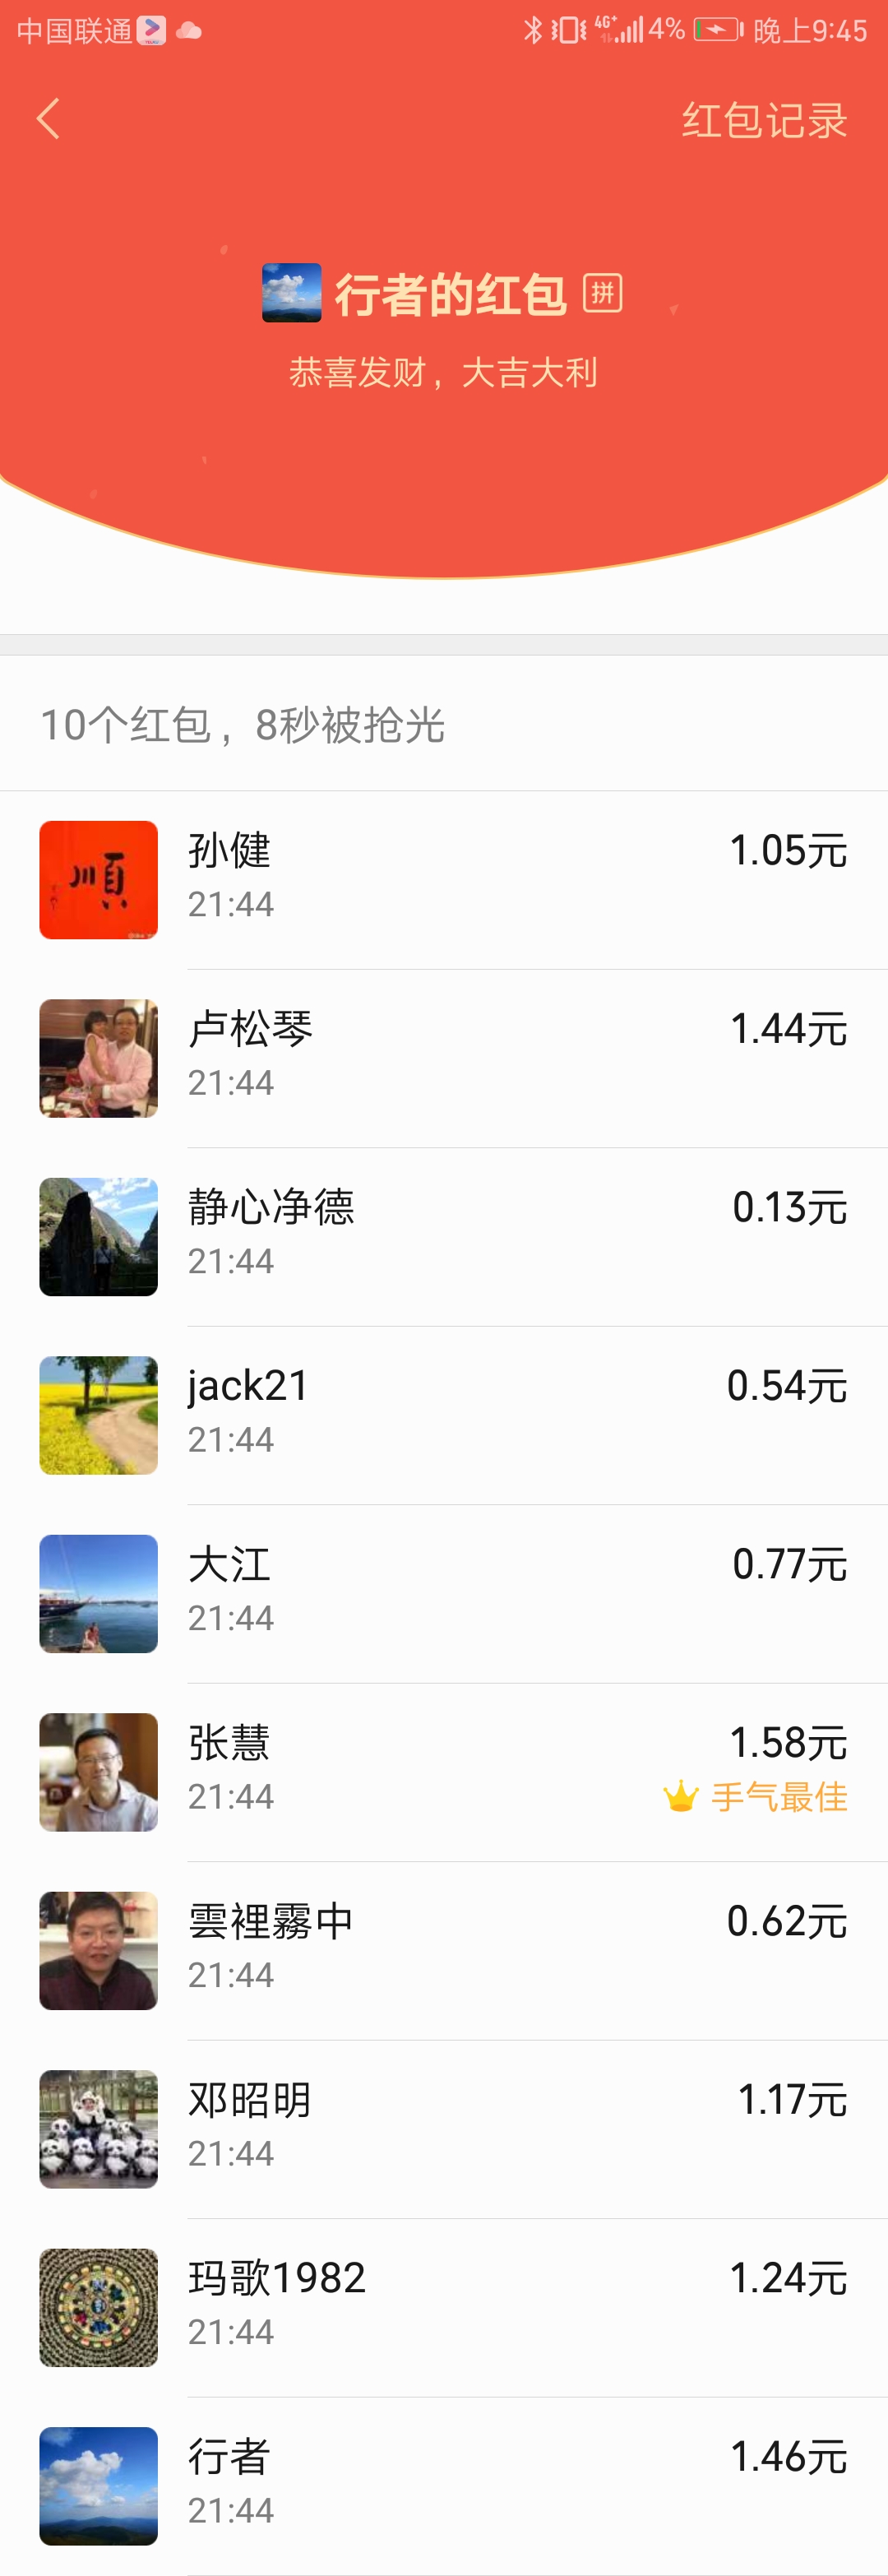 中国联通 4G+ 4% 晚上9:45
红包记录
行者的红包 拼
恭喜发财，大吉大利
10个红包，8秒被抢光
順
孙健 1.05元
21:44
卢松琴 1.44元
21:44
静心净德 0.13元
21:44
jack21 0.54元
21:44
大江 0.77元
21:44
张慧 1.58元
21:44 手气最佳
雲裡霧中 0.62元
21:44
邓昭明 1.17元
21:44
玛歌1982 1.24元
21:44
行者 1.46元
21:44